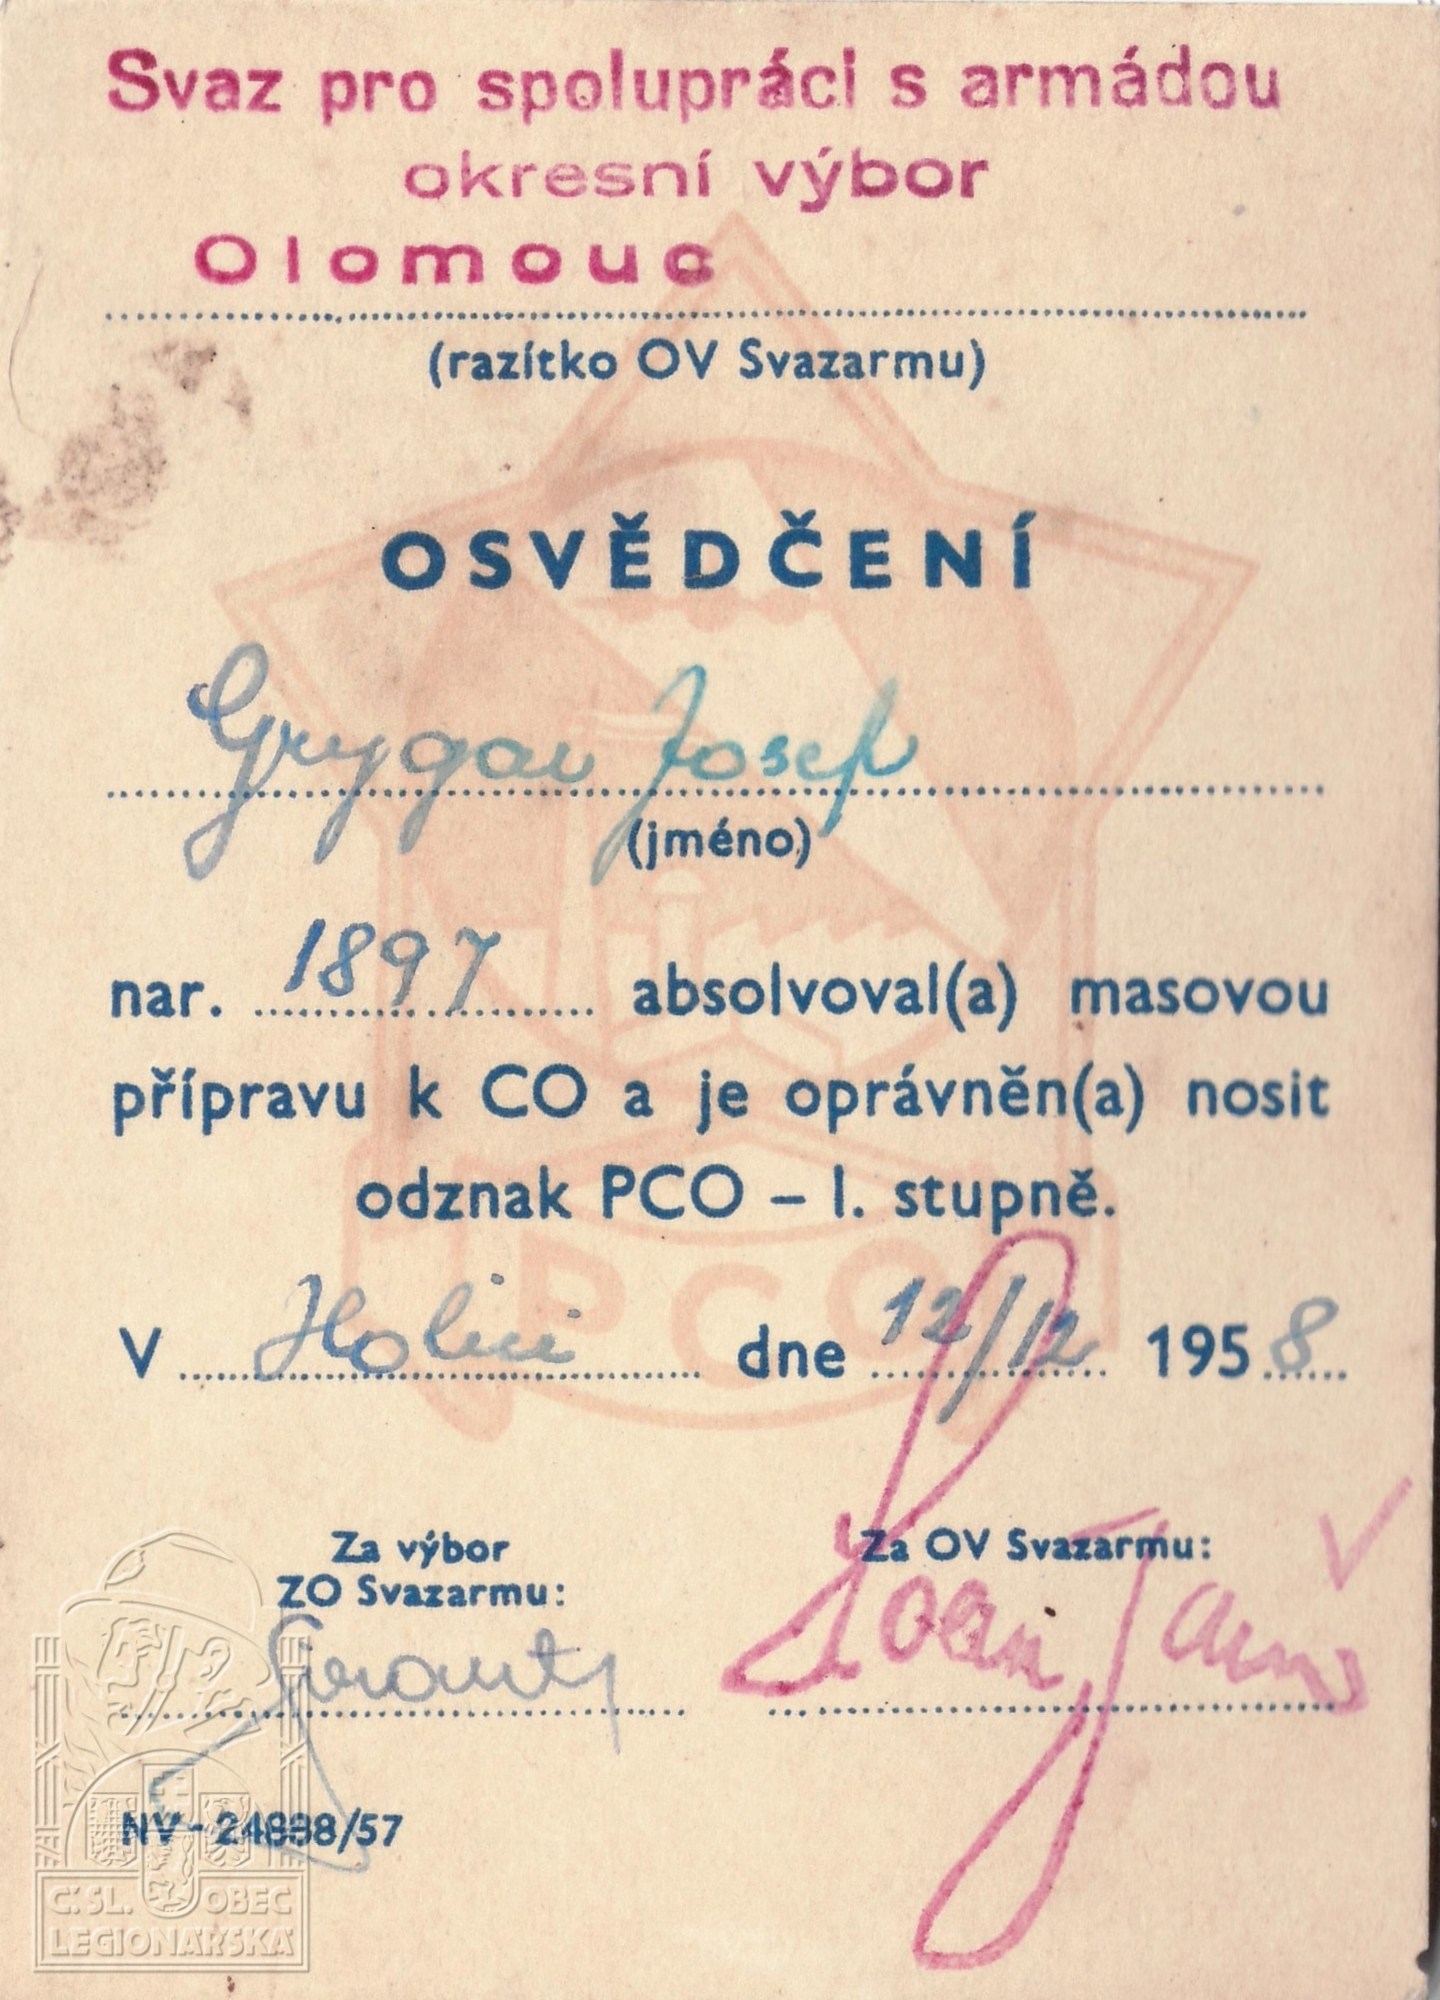 Svaz pro spolupráci s armádou
okresní výbor
Olomouc
(razítko OV Svazarmu)
OSVĚDČENÍ
Grygar Josef
(jméno)
nar. 1897 absolvoval(a) masovou
přípravu k CO a je oprávněn(a) nosit
odznak PCO – I. stupně.
PCO
V Holici dne 12/12 1958
Za výbor
ZO Svazarmu:
Za OV Svazarmu:
NV - 24888/57
Č.SL. OBEC
LEGIONÁŘSKÁ